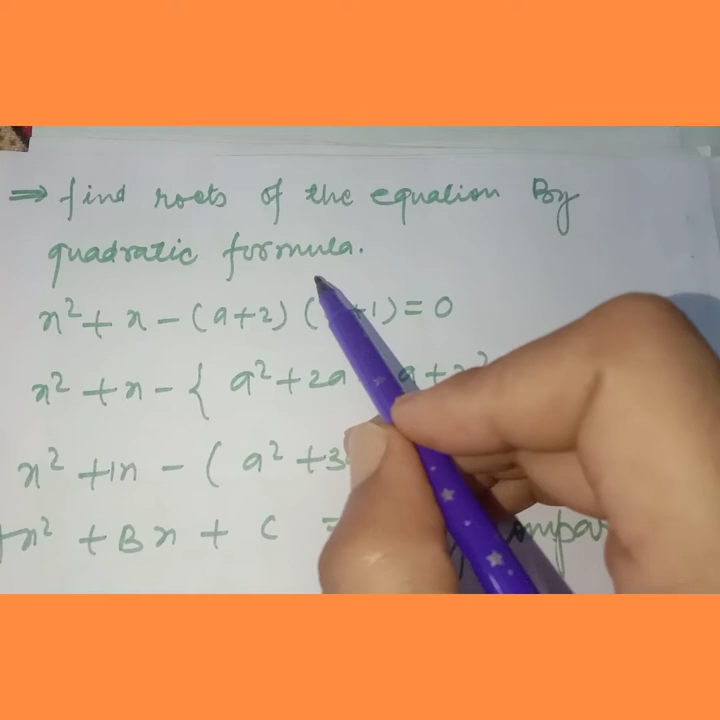 ⇒ find roots of the equation By
quadratic formula.
x² + x − (a+2) ( +1) = 0
x² + x − { a² + 2a a + 2
x² + 1x − ( a² + 3
x² + Bx + C =